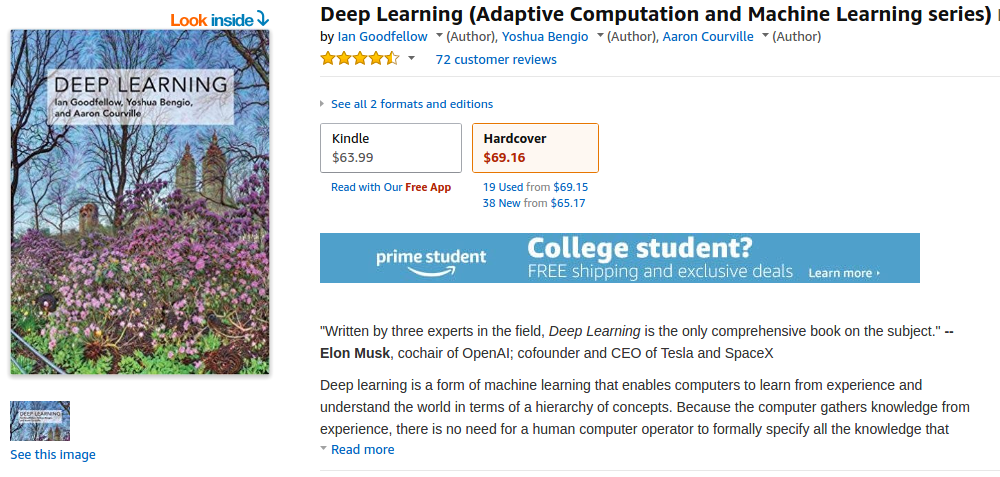 Look inside
DEEP LEARNING
Ian Goodfellow, Yoshua Bengio,
and Aaron Courville
DEEP LEARNING
See this image
Deep Learning (Adaptive Computation and Machine Learning series)
by Ian Goodfellow (Author), Yoshua Bengio (Author), Aaron Courville (Author)
72 customer reviews
See all 2 formats and editions
Kindle
$63.99
Hardcover
$69.16
Read with Our Free App
19 Used from $69.15
38 New from $65.17
prime student
College student?
FREE shipping and exclusive deals Learn more ›
"Written by three experts in the field, Deep Learning is the only comprehensive book on the subject." --
Elon Musk, cochair of OpenAI; cofounder and CEO of Tesla and SpaceX
Deep learning is a form of machine learning that enables computers to learn from experience and
understand the world in terms of a hierarchy of concepts. Because the computer gathers knowledge from
experience, there is no need for a human computer operator to formally specify all the knowledge that
Read more